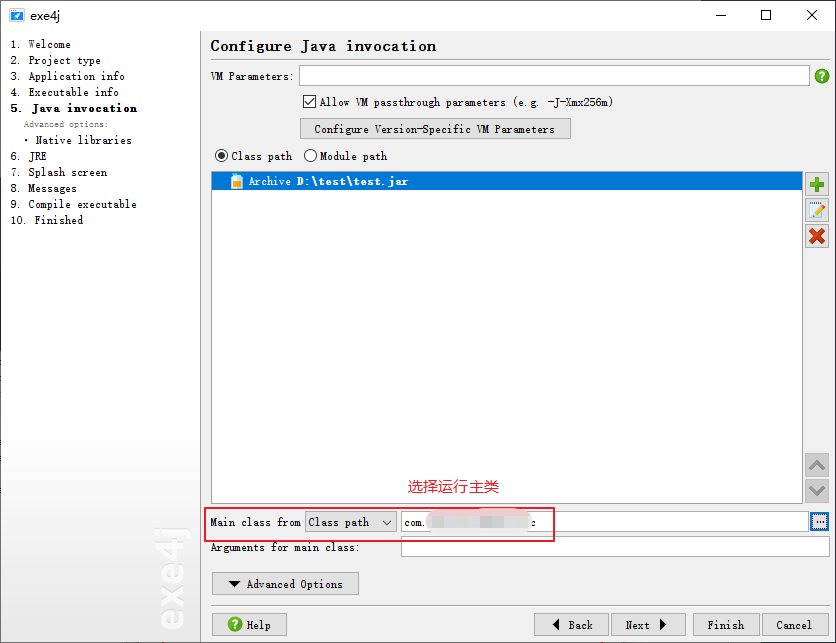 exe4j
1. Welcome
2. Project type
3. Application info
4. Executable info
5. Java invocation
Advanced options:
· Native libraries
6. JRE
7. Splash screen
8. Messages
9. Compile executable
10. Finished
exe4j
Configure Java invocation
VM Parameters:
Allow VM passthrough parameters (e.g. -J-Xmx256m)
Configure Version-Specific VM Parameters
Class path Module path
Archive D:\test\test.jar
选择运行主类
Main class from Class path com. c ...
Arguments for main class:
Advanced Options
Help Back Next Finish Cancel